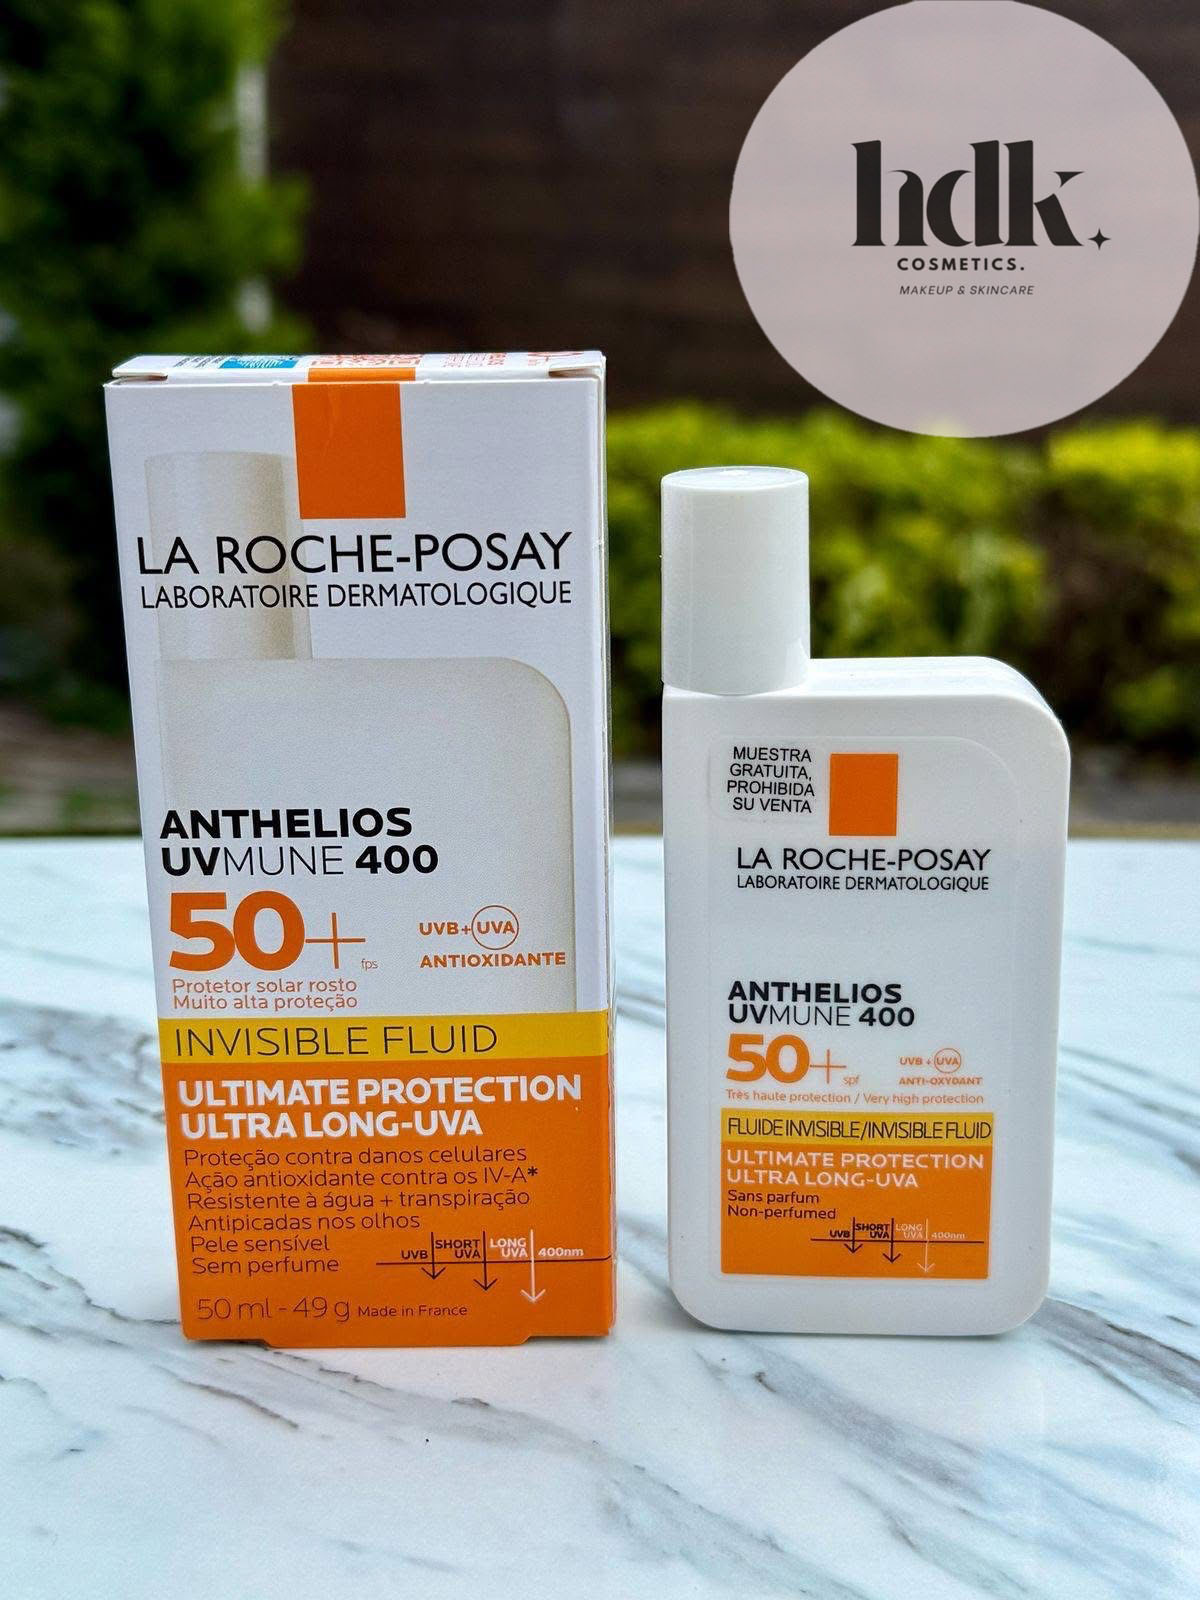 hdk.
COSMETICS.
MAKEUP & SKINCARE
LA ROCHE-POSAY
LABORATOIRE DERMATOLOGIQUE
ANTHELIOS
UVMUNE 400
50+ fps
UVB+UVA
ANTIOXIDANTE
Protetor solar rosto
Muito alta proteção
INVISIBLE FLUID
ULTIMATE PROTECTION
ULTRA LONG-UVA
Proteção contra danos celulares
Ação antioxidante contra os IV-A*
Resistente à água + transpiração
Antipicadas nos olhos
Pele sensível
Sem perfume
UVB SHORT UVA LONG UVA 400nm
50 ml - 49 g Made in France
MUESTRA
GRATUITA,
PROHIBIDA
SU VENTA
LA ROCHE-POSAY
LABORATOIRE DERMATOLOGIQUE
ANTHELIOS
UVMUNE 400
50+ spf
UVB + UVA
ANTI-OXYDANT
Très haute protection / Very high protection
FLUIDE INVISIBLE/INVISIBLE FLUID
ULTIMATE PROTECTION
ULTRA LONG-UVA
Sans parfum
Non-perfumed
UVB SHORT UVA LONG UVA 400nm